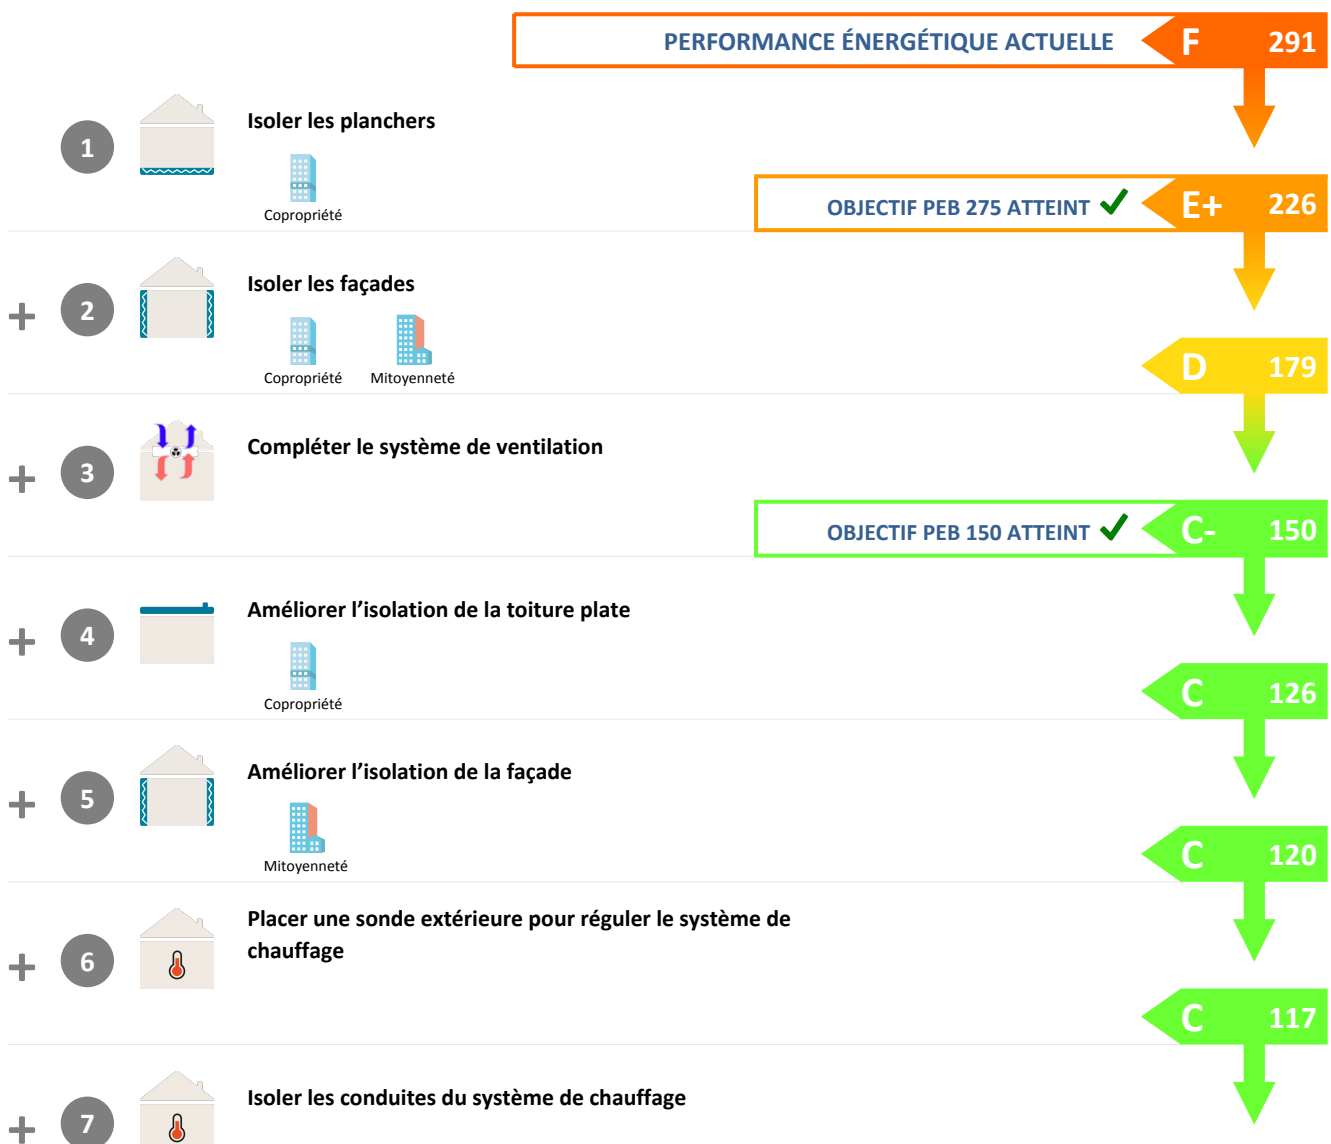 PERFORMANCE ÉNERGÉTIQUE ACTUELLE F 291
1 Isoler les planchers
Copropriété
OBJECTIF PEB 275 ATTEINT E+ 226
+ 2 Isoler les façades
Copropriété Mitoyenneté
D 179
+ 3 Compléter le système de ventilation
OBJECTIF PEB 150 ATTEINT C- 150
+ 4 Améliorer l’isolation de la toiture plate
Copropriété
C 126
+ 5 Améliorer l’isolation de la façade
Mitoyenneté
C 120
Placer une sonde extérieure pour réguler le système de
chauffage
+ 6
C 117
Isoler les conduites du système de chauffage
+ 7